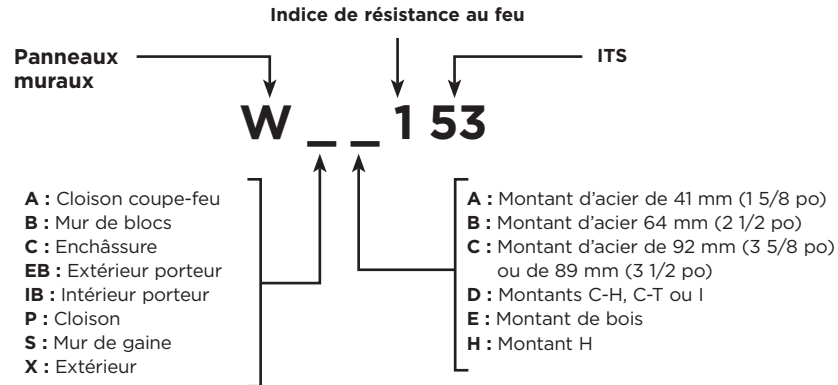 Indice de résistance au feu
Panneaux
muraux
ITS
W _ _ 1 53
A : Cloison coupe-feu
B : Mur de blocs
C : Enchâssure
EB : Extérieur porteur
IB : Intérieur porteur
P : Cloison
S : Mur de gaine
X : Extérieur
A : Montant d'acier de 41 mm (1 5/8 po)
B : Montant d'acier 64 mm (2 1/2 po)
C : Montant d'acier de 92 mm (3 5/8 po)
ou de 89 mm (3 1/2 po)
D : Montants C-H, C-T ou I
E : Montant de bois
H : Montant H